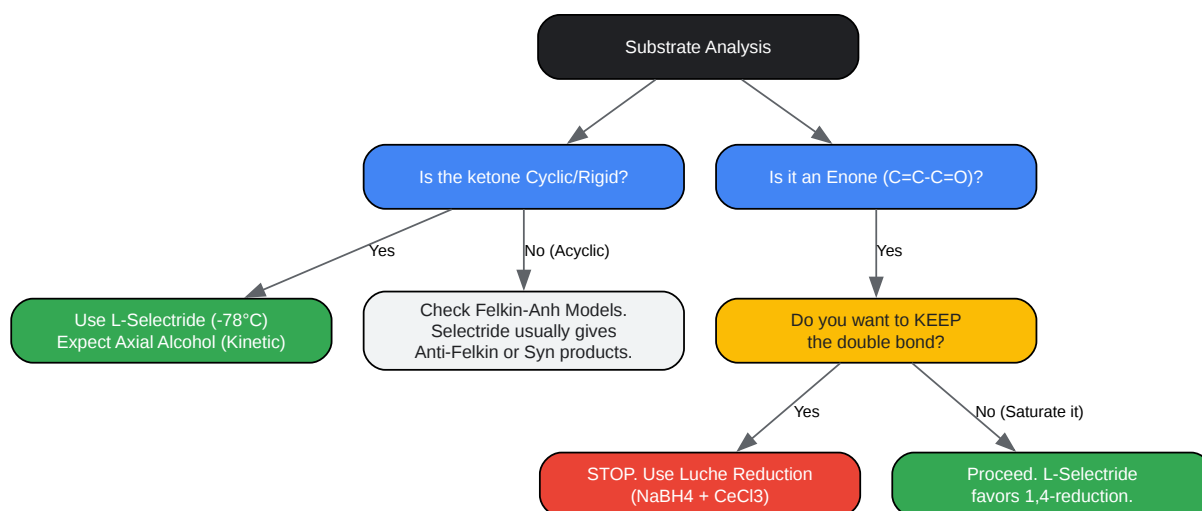 Substrate Analysis
Is the ketone Cyclic/Rigid?
Is it an Enone (C=C-C=O)?
Yes
No (Acyclic)
Yes
Use L-Selectride (-78°C)
Expect Axial Alcohol (Kinetic)
Check Felkin-Anh Models.
Selectride usually gives
Anti-Felkin or Syn products.
Do you want to KEEP
the double bond?
Yes
No (Saturate it)
STOP. Use Luche Reduction
(NaBH4 + CeCl3)
Proceed. L-Selectride
favors 1,4-reduction.